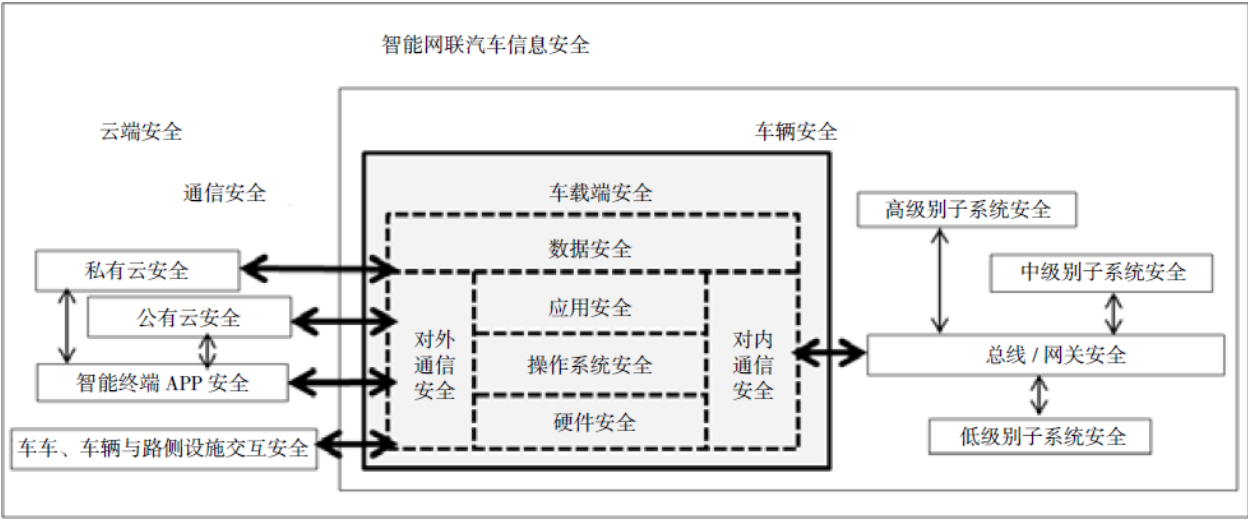 智能网联汽车信息安全
云端安全
车辆安全
通信安全
车载端安全
高级别子系统安全
数据安全
私有云安全
中级别子系统安全
公有云安全
应用安全
对外
通信
安全
操作系统安全
对内
通信
安全
总线 / 网关安全
智能终端 APP 安全
硬件安全
车车、车辆与路侧设施交互安全
低级别子系统安全